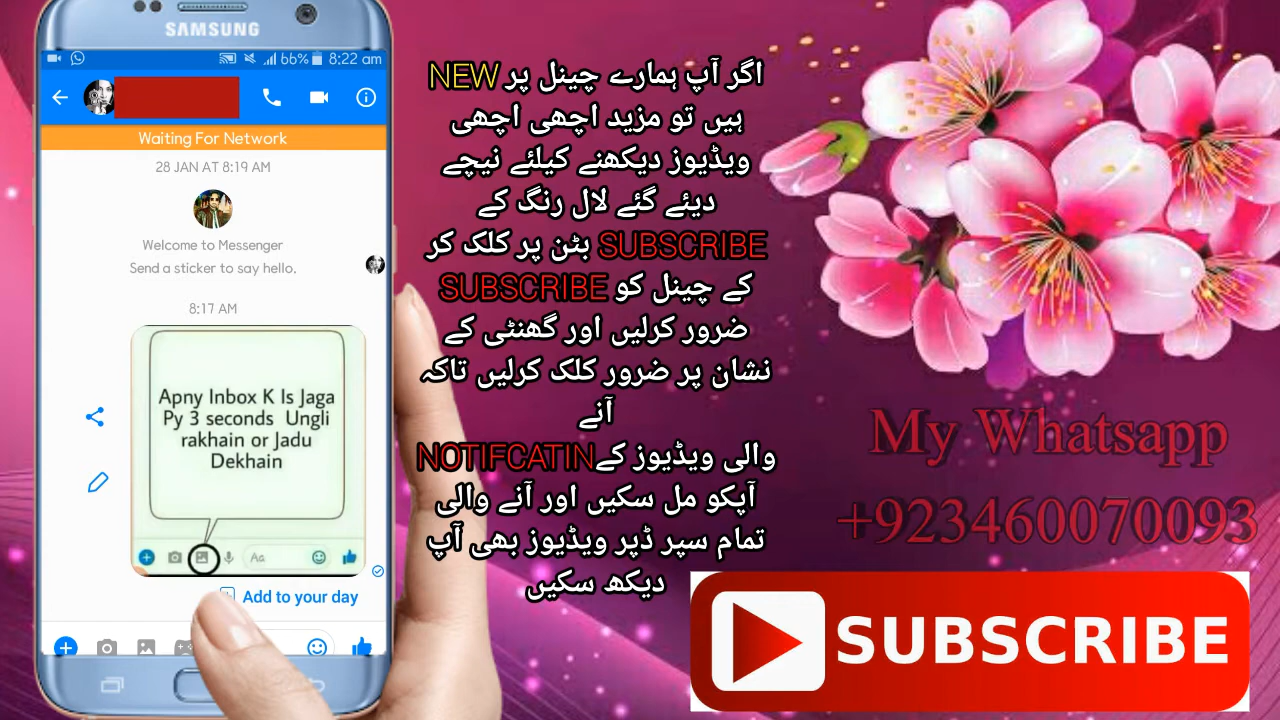 SAMSUNG
66% 8:22 am
Waiting For Network
28 JAN AT 8:19 AM
Welcome to Messenger
Send a sticker to say hello.
8:17 AM
Apny Inbox K Is Jaga
Py 3 seconds Ungli
rakhain or Jadu
Dekhain
Aa
Add to your day
اگر آپ ہمارے چینل پر NEW
ہیں تو مزید اچھی اچھی
ویڈیوز دیکھنے کیلئے نیچے
دیئے گئے لال رنگ کے
SUBSCRIBE بٹن پر کلک کر
کے چینل کو SUBSCRIBE
ضرور کرلیں اور گھنٹی کے
نشان پر ضرور کلک کرلیں تاکہ
آنے
والی ویڈیوز کے NOTIFCATIN
آپکو مل سکیں اور آنے والی
تمام سپر ڈپر ویڈیوز بھی آپ
دیکھ سکیں
My Whatsapp
+923460070093
SUBSCRIBE